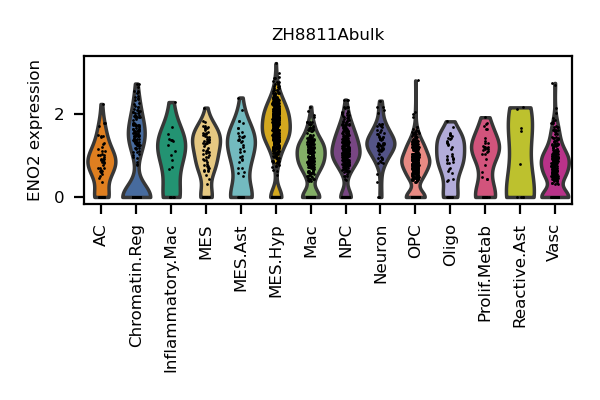 ZH8811Abulk
ENO2 expression
2
0
AC
Chromatin.Reg
Inflammatory.Mac
MES
MES.Ast
MES.Hyp
Mac
NPC
Neuron
OPC
Oligo
Prolif.Metab
Reactive.Ast
Vasc